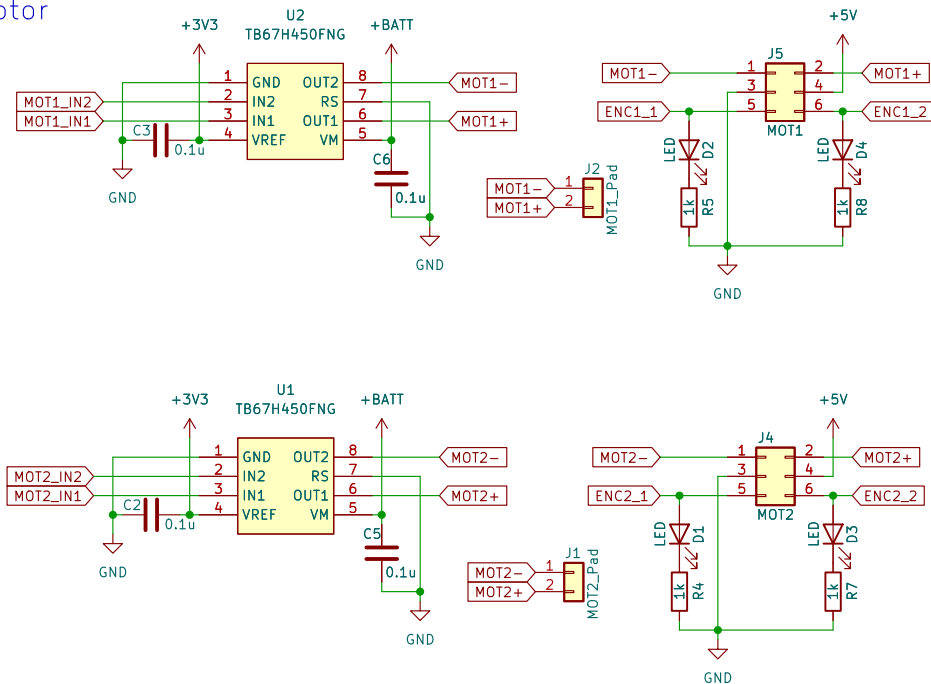 otor
U2
TB67H450FNG
+3V3
+BATT
1 GND OUT2 8
2 IN2 RS 7
3 IN1 OUT1 6
4 VREF VM 5
MOT1_IN2
MOT1_IN1
MOT1-
MOT1+
C3
0.1u
C6
0.1u
GND
GND
J2
MOT1- 1
MOT1+ 2
MOT1_Pad
+5V
J5
MOT1- 1 2 MOT1+
3 4
ENC1_1 5 6 ENC1_2
MOT1
LED D2
LED D4
1k R5
1k R8
GND
U1
TB67H450FNG
+3V3
+BATT
1 GND OUT2 8
2 IN2 RS 7
3 IN1 OUT1 6
4 VREF VM 5
MOT2_IN2
MOT2_IN1
MOT2-
MOT2+
C2
0.1u
C5
0.1u
GND
GND
J1
MOT2- 1
MOT2+ 2
MOT2_Pad
+5V
J4
MOT2- 1 2 MOT2+
3 4
ENC2_1 5 6 ENC2_2
MOT2
LED D1
LED D3
1k R4
1k R7
GND